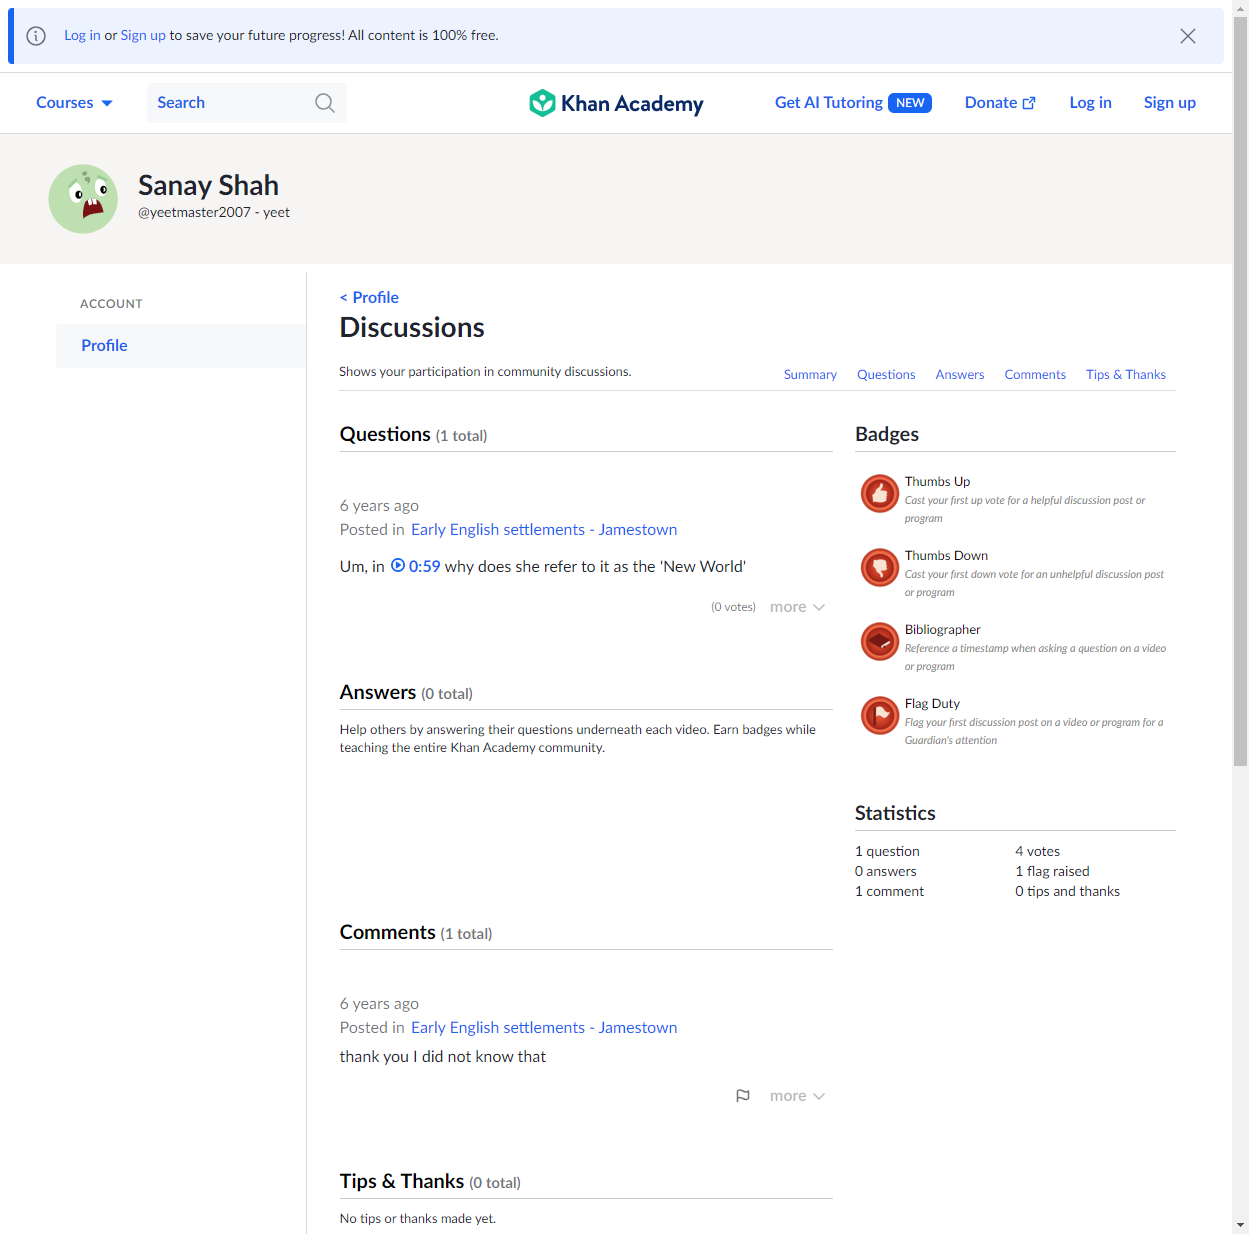 Log in or Sign up to save your future progress! All content is 100% free.
Courses
Search
Khan Academy
Get AI Tutoring NEW
Donate
Log in
Sign up
Sanay Shah
@yeetmaster2007 - yeet
ACCOUNT
Profile
< Profile
Discussions
Shows your participation in community discussions.
Summary
Questions
Answers
Comments
Tips & Thanks
Questions (1 total)
6 years ago
Posted in Early English settlements - Jamestown
Um, in 0:59 why does she refer to it as the 'New World'
(0 votes) more
Answers (0 total)
Help others by answering their questions underneath each video. Earn badges while
teaching the entire Khan Academy community.
Comments (1 total)
6 years ago
Posted in Early English settlements - Jamestown
thank you I did not know that
more
Tips & Thanks (0 total)
No tips or thanks made yet.
Badges
Thumbs Up
Cast your first up vote for a helpful discussion post or
program
Thumbs Down
Cast your first down vote for an unhelpful discussion post
or program
Bibliographer
Reference a timestamp when asking a question on a video
or program
Flag Duty
Flag your first discussion post on a video or program for a
Guardian's attention
Statistics
1 question
0 answers
1 comment
4 votes
1 flag raised
0 tips and thanks